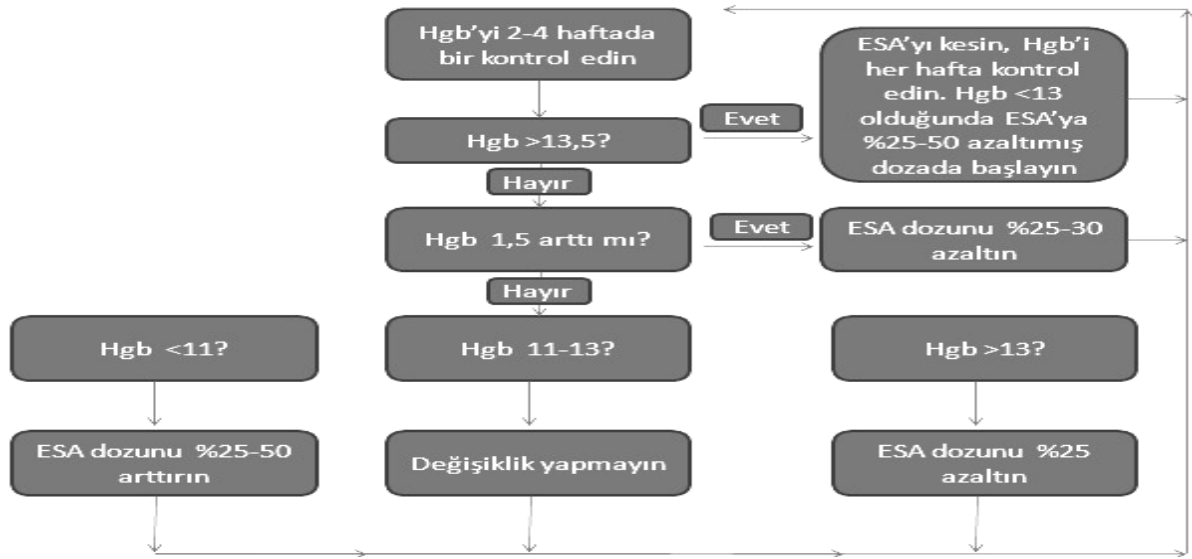 Hgb’yi 2-4 haftada
bir kontrol edin
ESA’yı kesin, Hgb’i
her hafta kontrol
edin. Hgb <13
olduğunda ESA’ya
%25-50 azaltımış
dozada başlayın
Evet
Hgb >13,5?
Hayır
Hgb 1,5 arttı mı?
Evet
ESA dozunu %25-30
azaltın
Hayır
Hgb <11?
Hgb 11-13?
Hgb >13?
ESA dozunu %25-50
arttırın
Değişiklik yapmayın
ESA dozunu %25
azaltın